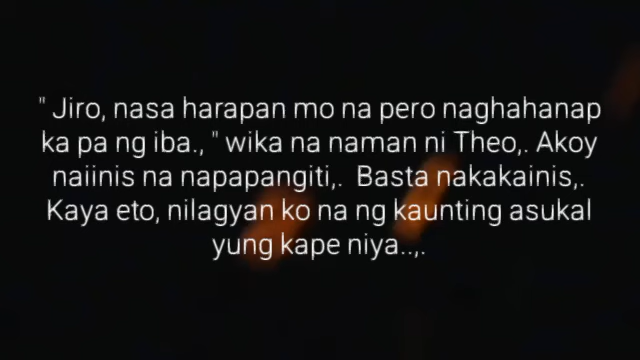 " Jiro, nasa harapan mo na pero naghahanap
ka pa ng iba., " wika na naman ni Theo,. Akoy
naiinis na napapangiti,.  Basta nakakainis,.
Kaya eto, nilagyan ko na ng kaunting asukal
yung kape niya..,.